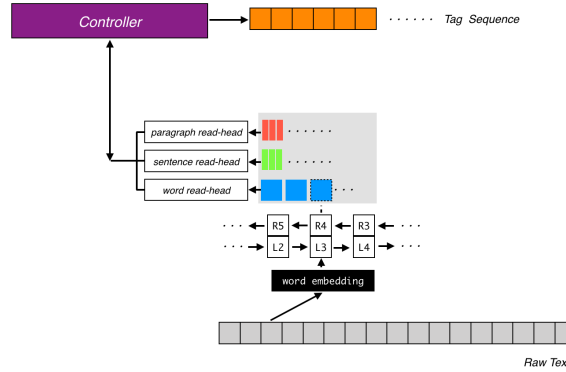 Controller
· · · · · · Tag Sequence
paragraph read-head · · · · · ·
sentence read-head · · · · · ·
word read-head · · ·
· · · R5 R4 R3 · · ·
· · · L2 L3 L4 · · ·
word embedding
Raw Tex